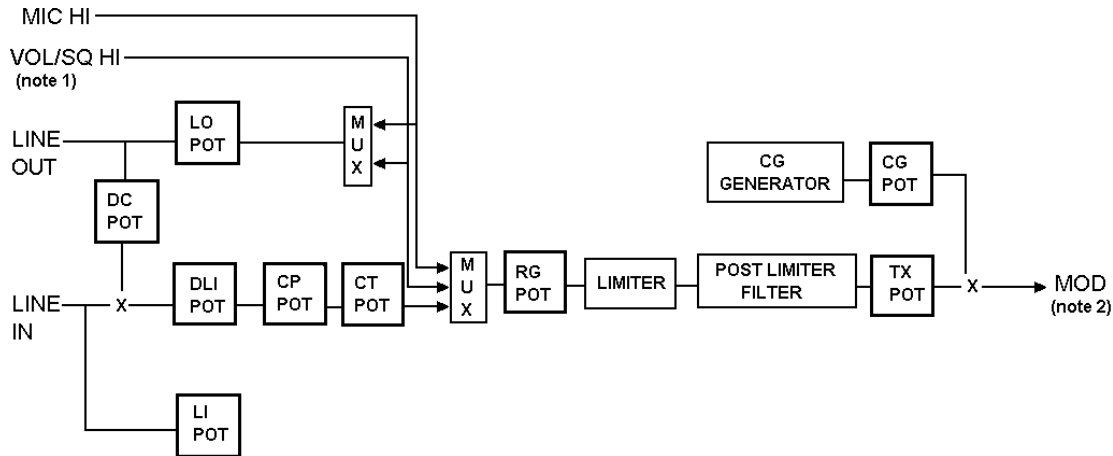 MIC HI
VOL/SQ HI
(note 1)
LINE
OUT
LO
POT
M
U
X
DC
POT
CG
GENERATOR
CG
POT
LINE
IN
X
DLI
POT
CP
POT
CT
POT
M
U
X
RG
POT
LIMITER
POST LIMITER
FILTER
TX
POT
X
MOD
(note 2)
LI
POT